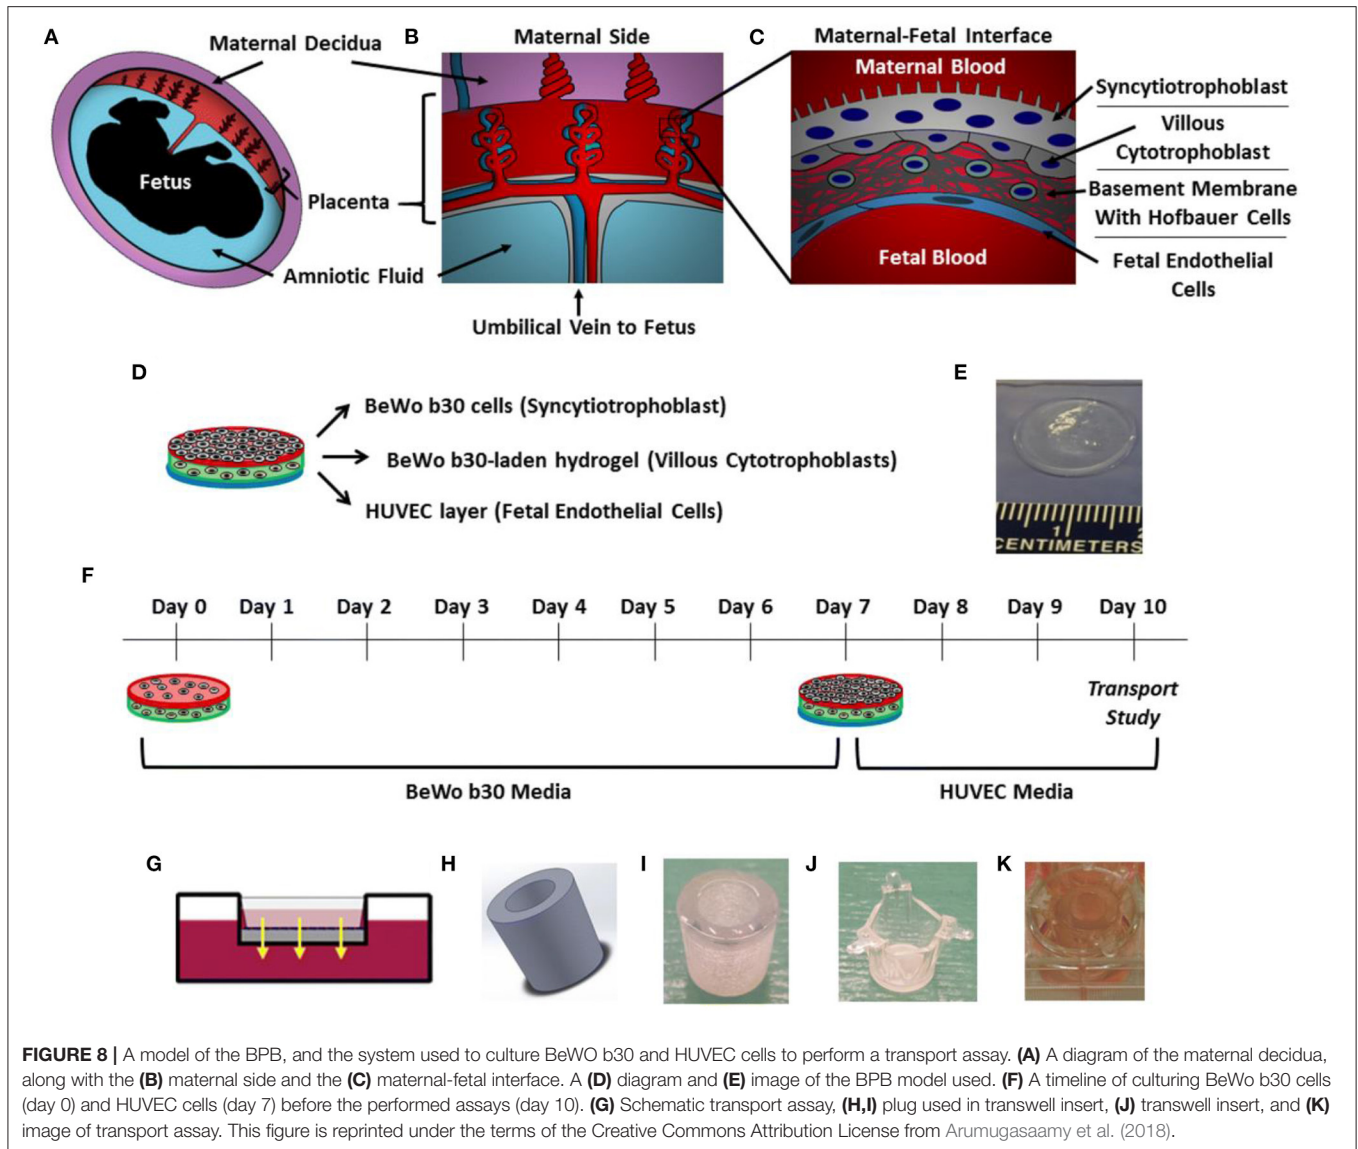 A
Maternal Decidua
B
Maternal Side
C
Maternal-Fetal Interface
Maternal Blood
Syncytiotrophoblast
Villous
Cytotrophoblast
Fetus
Placenta
Basement Membrane
With Hofbauer Cells
Fetal Blood
Amniotic Fluid
Fetal Endothelial
Cells
Umbilical Vein to Fetus
D
BeWo b30 cells (Syncytiotrophoblast)
BeWo b30-laden hydrogel (Villous Cytotrophoblasts)
HUVEC layer (Fetal Endothelial Cells)
E
1
CENTIMETERS
F
Day 0 Day 1 Day 2 Day 3 Day 4 Day 5 Day 6 Day 7 Day 8 Day 9 Day 10
Transport
Study
BeWo b30 Media
HUVEC Media
G
H
I
J
K
FIGURE 8 | A model of the BPB, and the system used to culture BeWO b30 and HUVEC cells to perform a transport assay. (A) A diagram of the maternal decidua,
along with the (B) maternal side and the (C) maternal-fetal interface. A (D) diagram and (E) image of the BPB model used. (F) A timeline of culturing BeWo b30 cells
(day 0) and HUVEC cells (day 7) before the performed assays (day 10). (G) Schematic transport assay, (H,I) plug used in transwell insert, (J) transwell insert, and (K)
image of transport assay. This figure is reprinted under the terms of the Creative Commons Attribution License from Arumugasaamy et al. (2018).